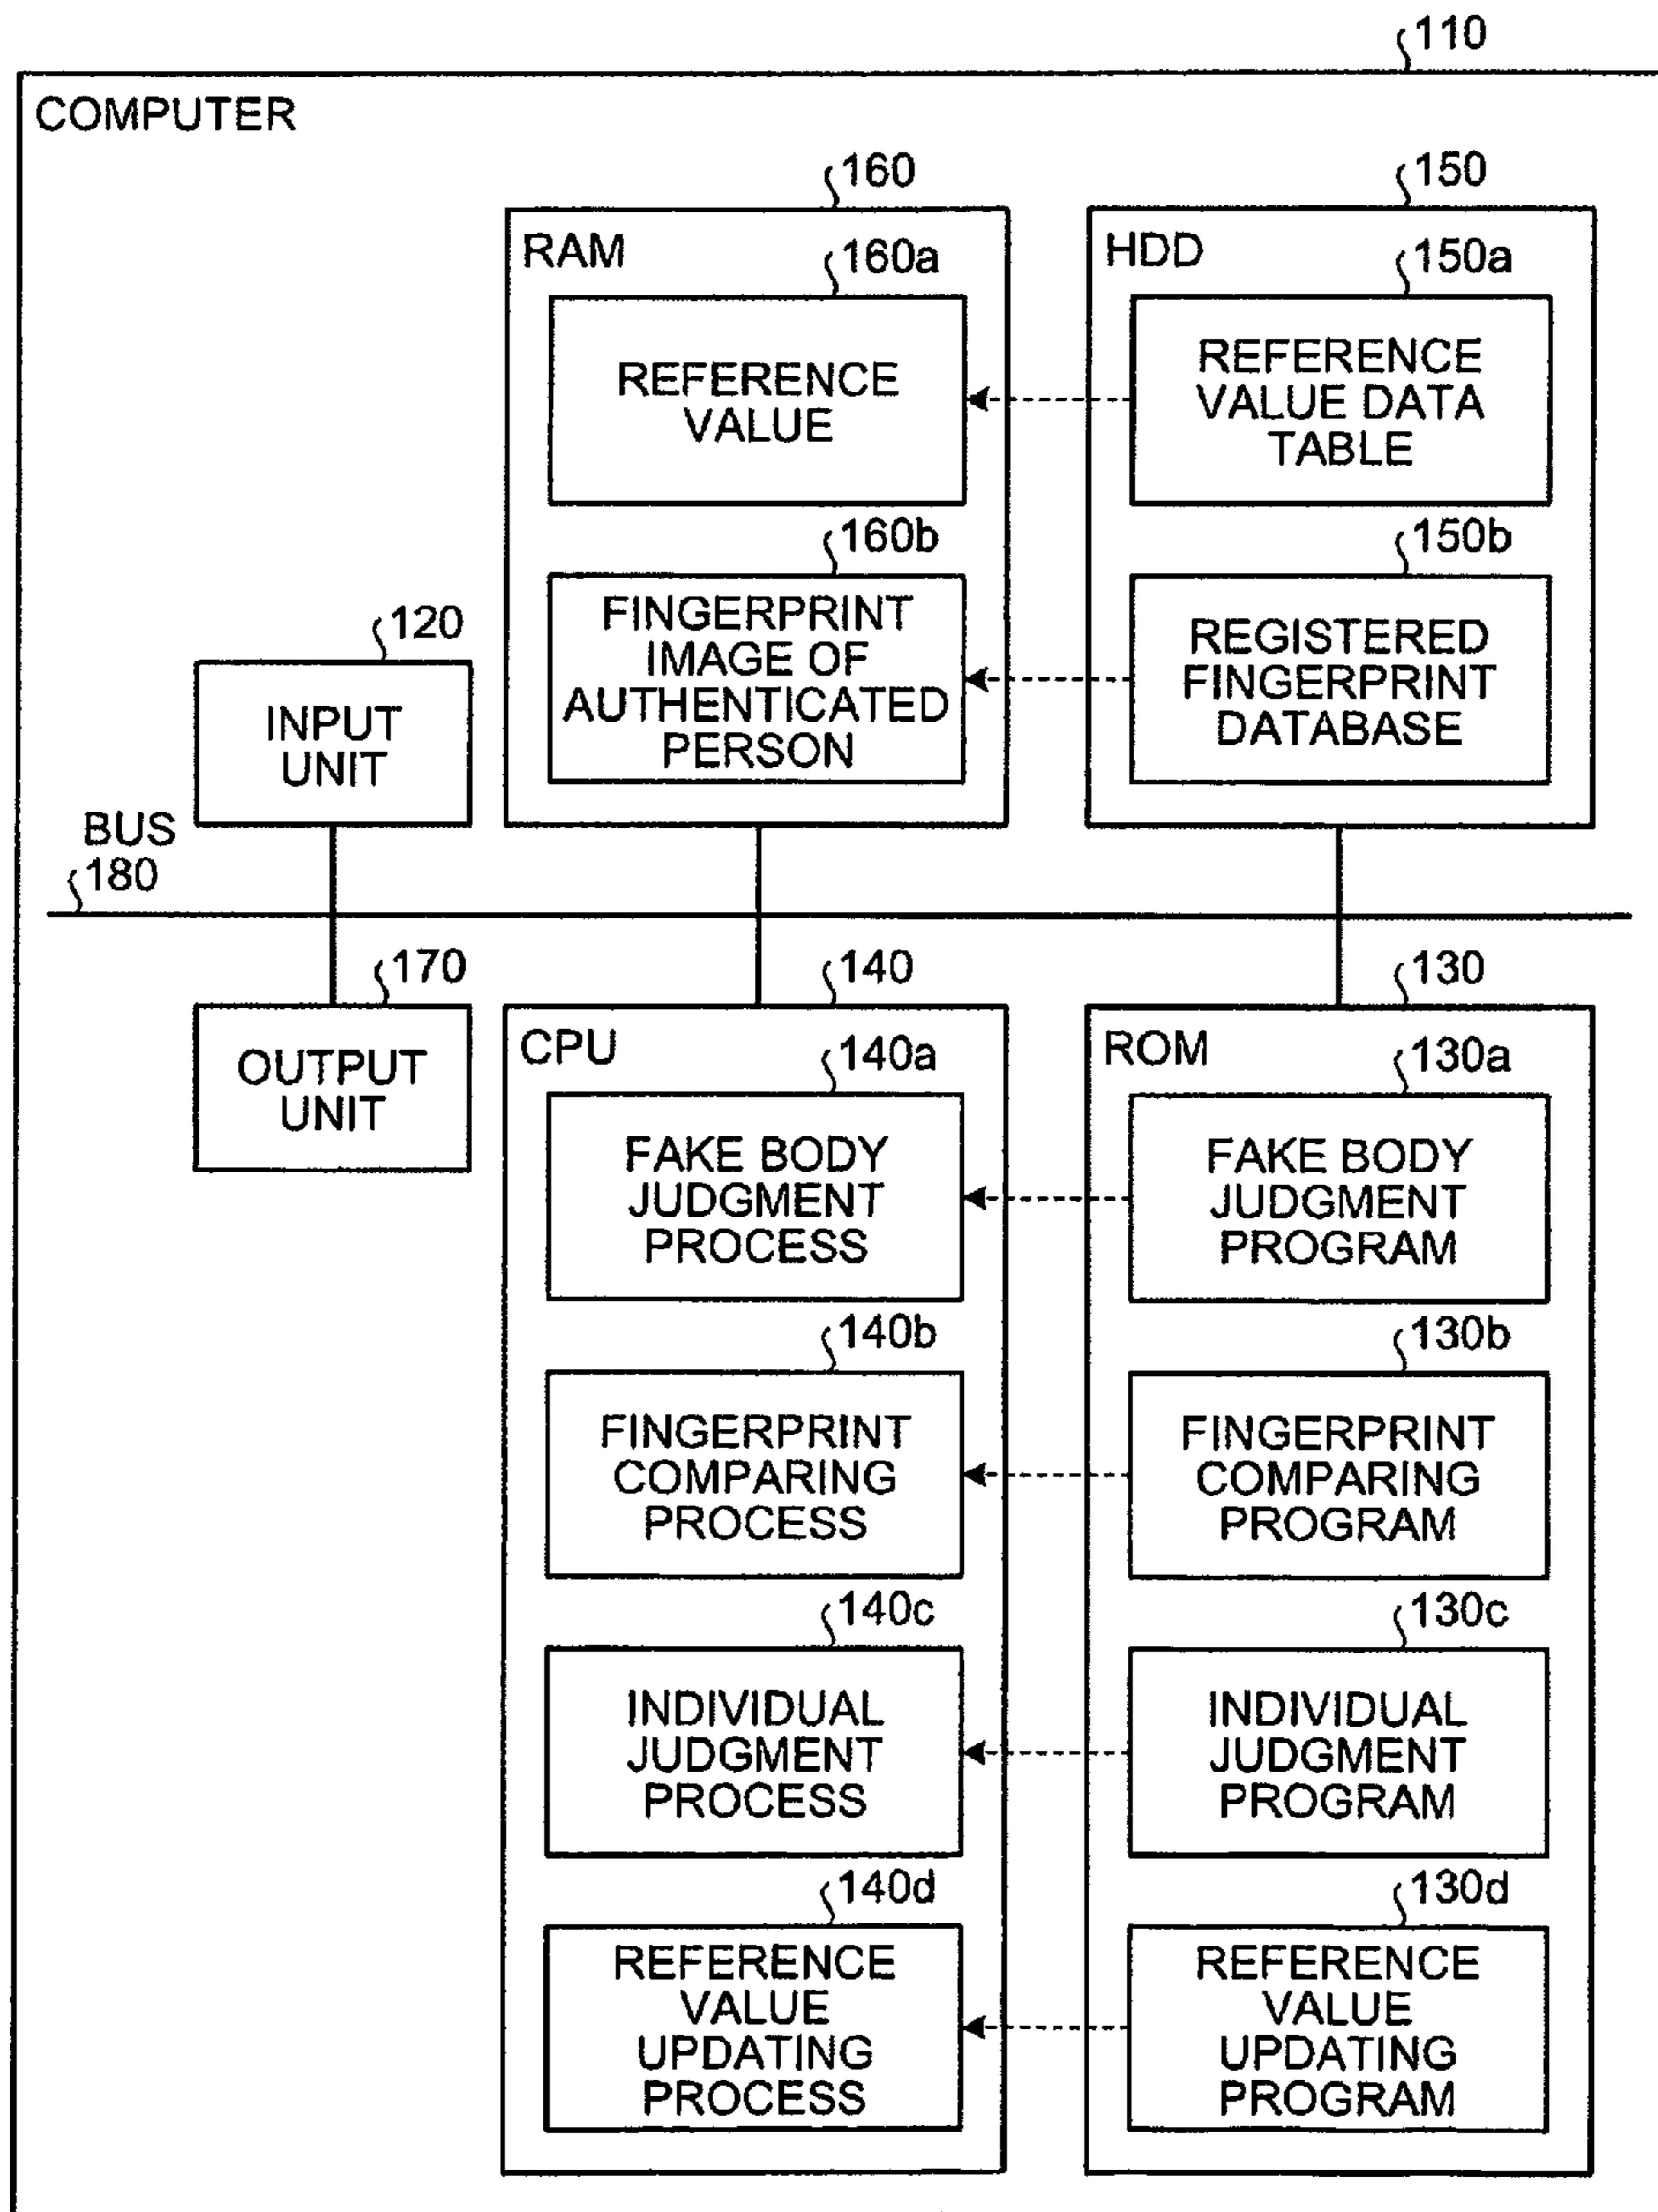 110
COMPUTER
160
150
RAM
160a
HDD
150a
REFERENCE
VALUE
REFERENCE
VALUE DATA
TABLE
160b
150b
FINGERPRINT
IMAGE OF
AUTHENTICATED
PERSON
REGISTERED
FINGERPRINT
DATABASE
120
INPUT
UNIT
BUS
180
170
OUTPUT
UNIT
140
130
CPU
140a
ROM
130a
FAKE BODY
JUDGMENT
PROCESS
FAKE BODY
JUDGMENT
PROGRAM
140b
130b
FINGERPRINT
COMPARING
PROCESS
FINGERPRINT
COMPARING
PROGRAM
140c
130c
INDIVIDUAL
JUDGMENT
PROCESS
INDIVIDUAL
JUDGMENT
PROGRAM
140d
130d
REFERENCE
VALUE
UPDATING
PROCESS
REFERENCE
VALUE
UPDATING
PROGRAM